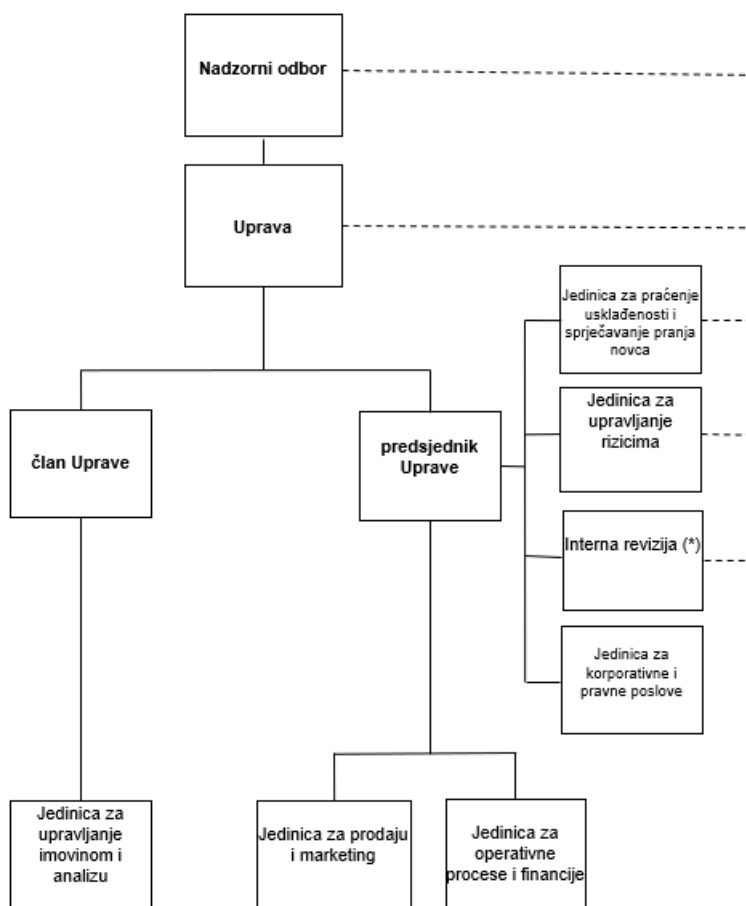 Nadzorni odbor
Uprava
Jedinica za praćenje
usklađenosti i
sprječavanje pranja
novca
Jedinica za
upravljanje
rizicima
član Uprave
predsjednik
Uprave
Interna revizija (*)
Jedinica za
korporativne i
pravne poslove
Jedinica za
upravljanje
imovinom i
analizu
Jedinica za prodaju
i marketing
Jedinica za
operativne
procese i financije